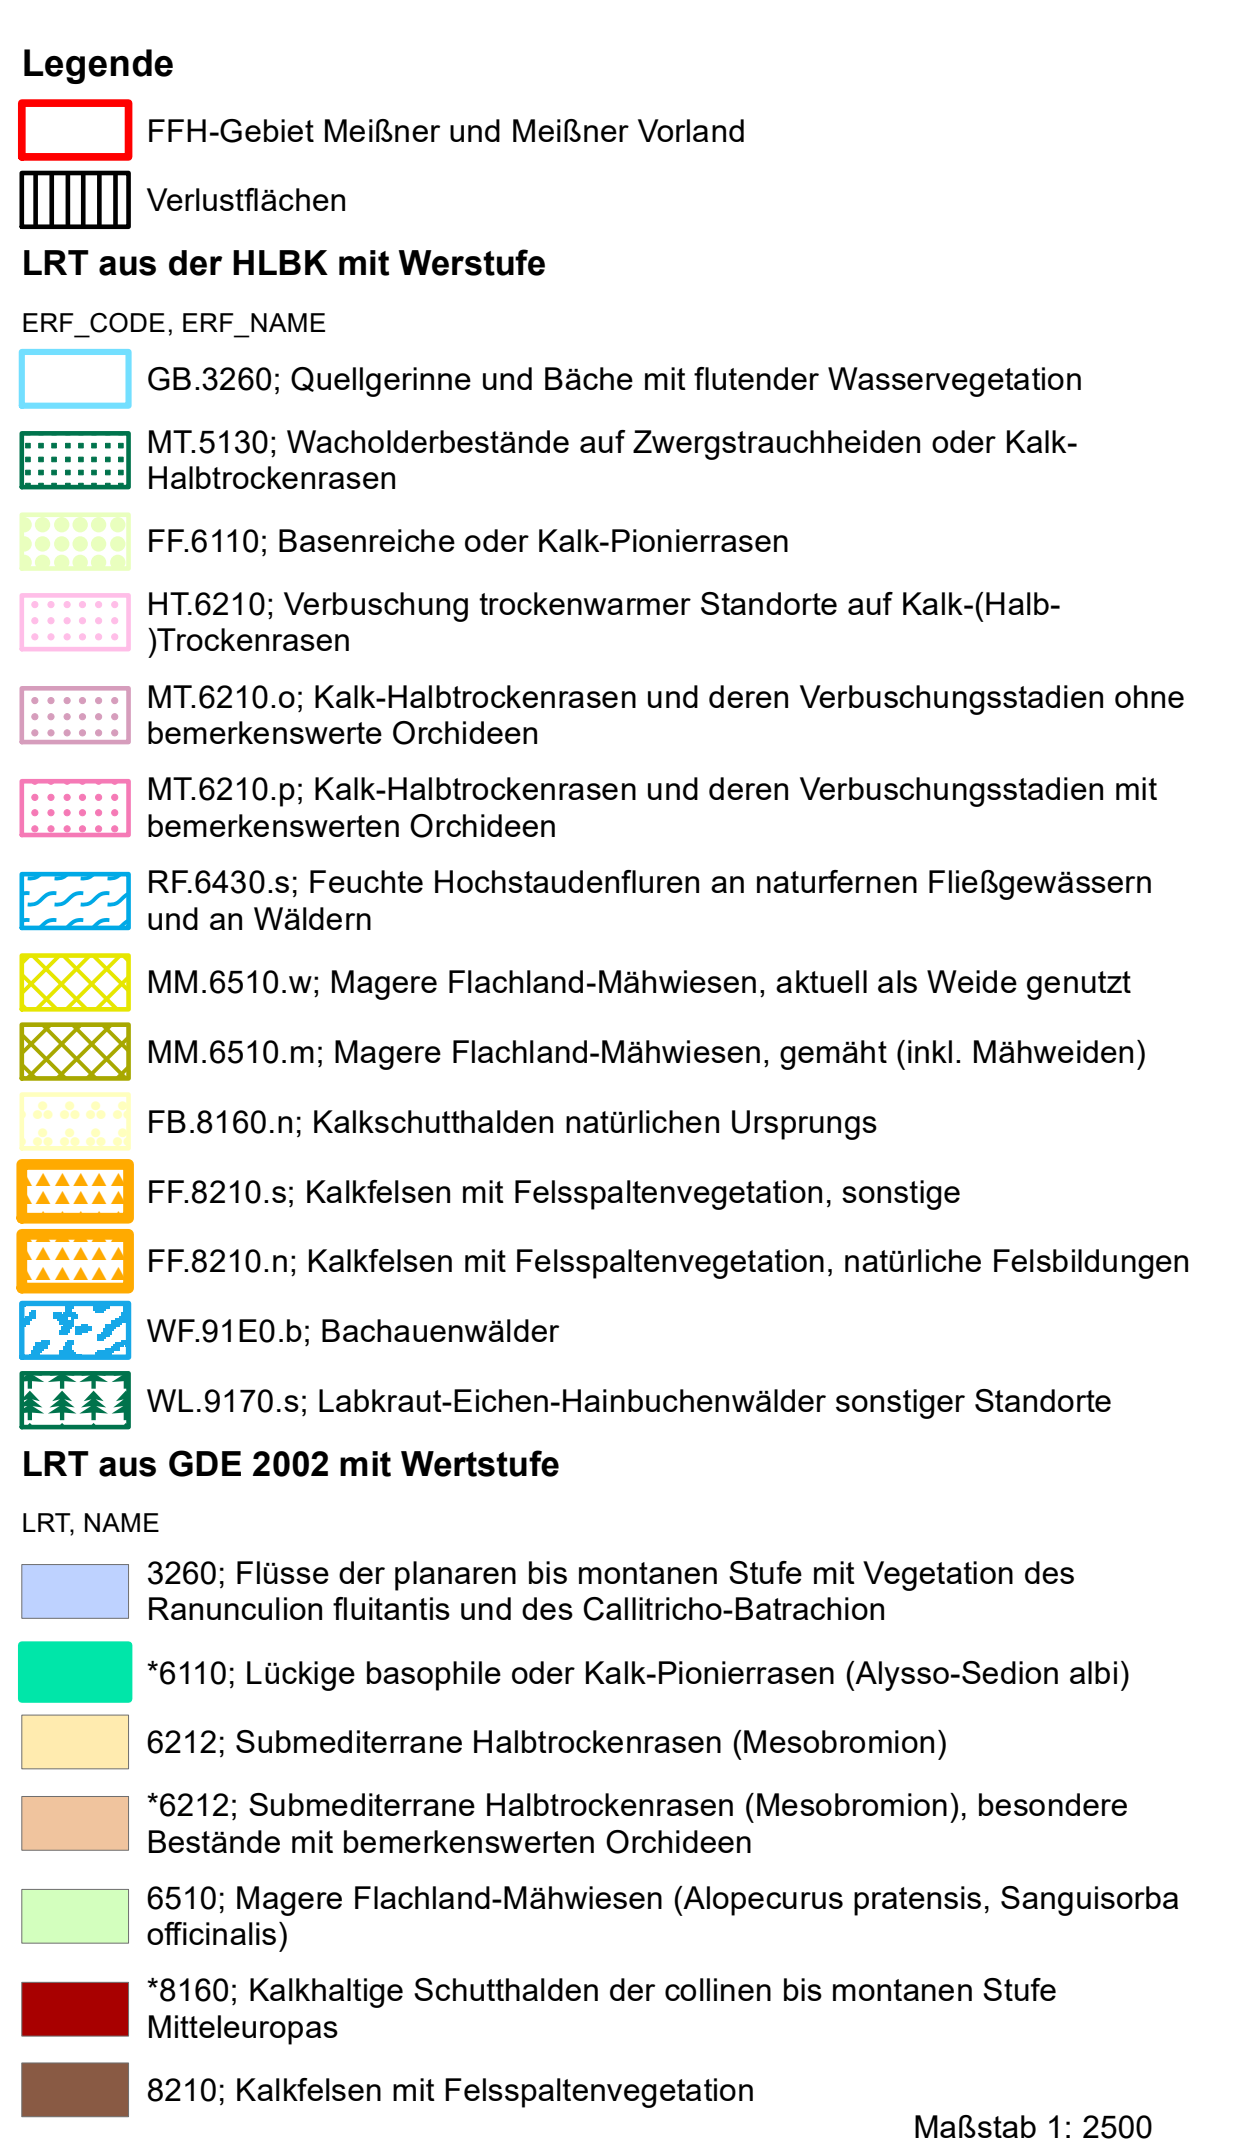 Legende
FFH-Gebiet Meißner und Meißner Vorland
Verlustflächen
LRT aus der HLBK mit Werstufe
ERF_CODE, ERF_NAME
GB.3260; Quellgerinne und Bäche mit flutender Wasservegetation
MT.5130; Wacholderbestände auf Zwergstrauchheiden oder Kalk-
Halbtrockenrasen
FF.6110; Basenreiche oder Kalk-Pionierrasen
HT.6210; Verbuschung trockenwarmer Standorte auf Kalk-(Halb-
)Trockenrasen
MT.6210.o; Kalk-Halbtrockenrasen und deren Verbuschungsstadien ohne
bemerkenswerte Orchideen
MT.6210.p; Kalk-Halbtrockenrasen und deren Verbuschungsstadien mit
bemerkenswerten Orchideen
RF.6430.s; Feuchte Hochstaudenfluren an naturfernen Fließgewässern
und an Wäldern
MM.6510.w; Magere Flachland-Mähwiesen, aktuell als Weide genutzt
MM.6510.m; Magere Flachland-Mähwiesen, gemäht (inkl. Mähweiden)
FB.8160.n; Kalkschutthalden natürlichen Ursprungs
FF.8210.s; Kalkfelsen mit Felsspaltenvegetation, sonstige
FF.8210.n; Kalkfelsen mit Felsspaltenvegetation, natürliche Felsbildungen
WF.91E0.b; Bachauenwälder
WL.9170.s; Labkraut-Eichen-Hainbuchenwälder sonstiger Standorte
LRT aus GDE 2002 mit Wertstufe
LRT, NAME
3260; Flüsse der planaren bis montanen Stufe mit Vegetation des
Ranunculion fluitantis und des Callitricho-Batrachion
*6110; Lückige basophile oder Kalk-Pionierrasen (Alysso-Sedion albi)
6212; Submediterrane Halbtrockenrasen (Mesobromion)
*6212; Submediterrane Halbtrockenrasen (Mesobromion), besondere
Bestände mit bemerkenswerten Orchideen
6510; Magere Flachland-Mähwiesen (Alopecurus pratensis, Sanguisorba
officinalis)
*8160; Kalkhaltige Schutthalden der collinen bis montanen Stufe
Mitteleuropas
8210; Kalkfelsen mit Felsspaltenvegetation
Maßstab 1: 2500